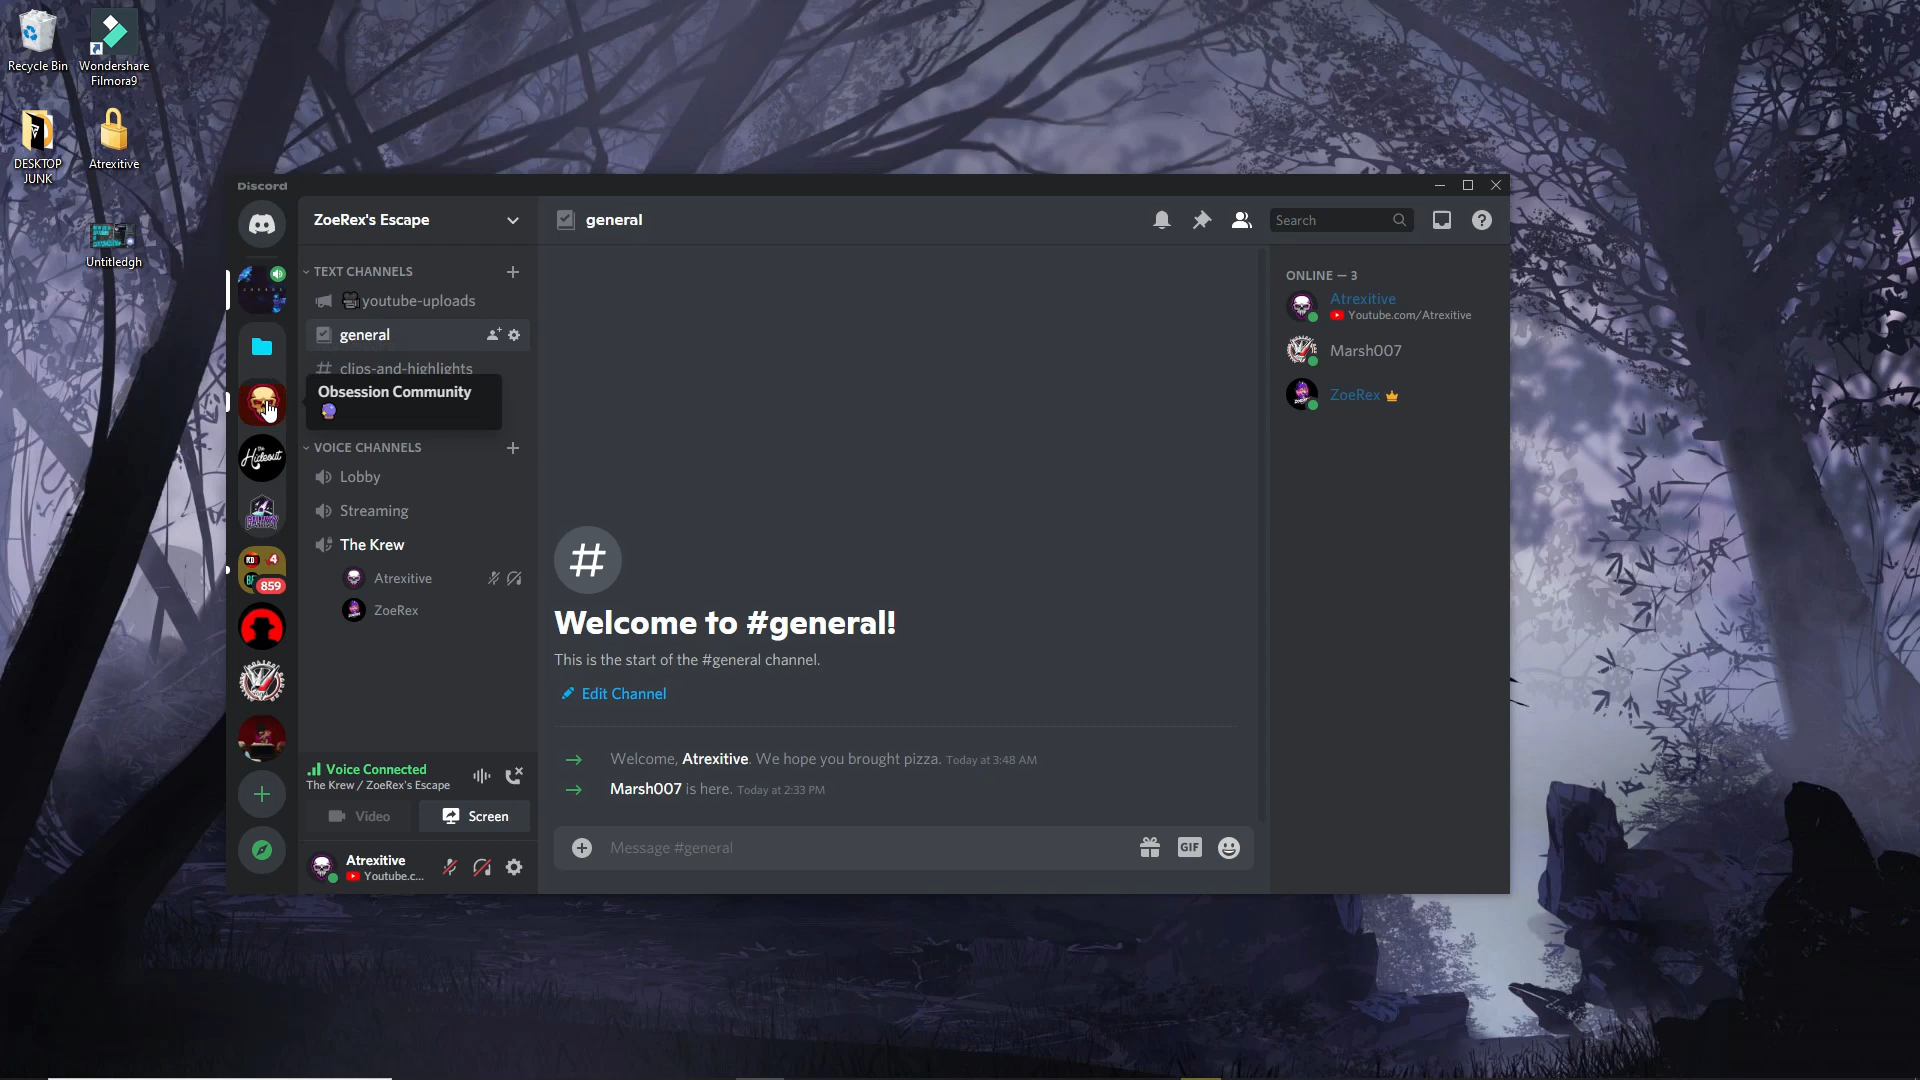 Recycle Bin
Wondershare
Filmora9
DESKTOP
JUNK
Atrexitive
Untitledgh
Discord
ZoeRex's Escape
general
Search
TEXT CHANNELS
youtube-uploads
general
clips-and-highlights
Obsession Community
VOICE CHANNELS
Lobby
Streaming
The Krew
Atrexitive
ZoeRex
the Hideout
GALAXY
RD 4
859
Voice Connected
The Krew / ZoeRex's Escape
Video
Screen
Atrexitive
Youtube.c...
Welcome to #general!
This is the start of the #general channel.
Edit Channel
Welcome, Atrexitive. We hope you brought pizza. Today at 3:48 AM
Marsh007 is here. Today at 2:33 PM
Message #general
GIF
ONLINE — 3
Atrexitive
Youtube.com/Atrexitive
Marsh007
ZoeRex